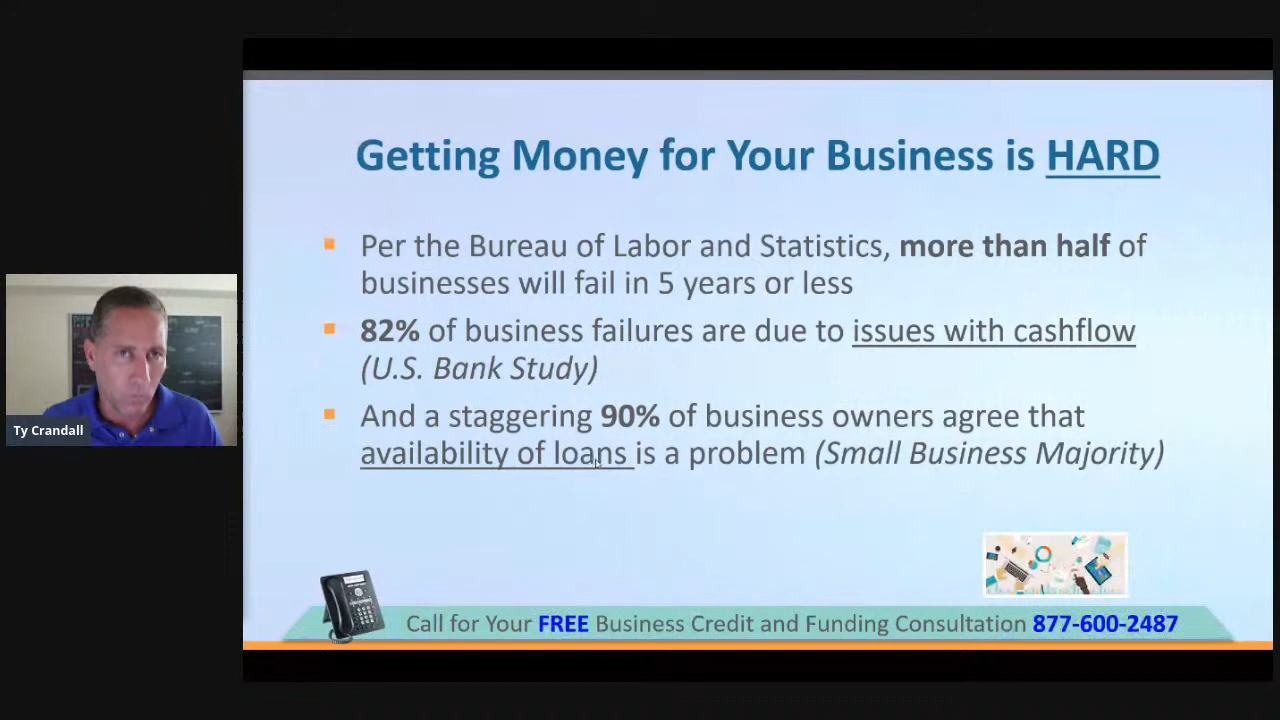 Getting Money for Your Business is HARD
Per the Bureau of Labor and Statistics, more than half of
businesses will fail in 5 years or less
82% of business failures are due to issues with cashflow
(U.S. Bank Study)
And a staggering 90% of business owners agree that
availability of loans is a problem (Small Business Majority)
Ty Crandall
Call for Your FREE Business Credit and Funding Consultation 877-600-2487